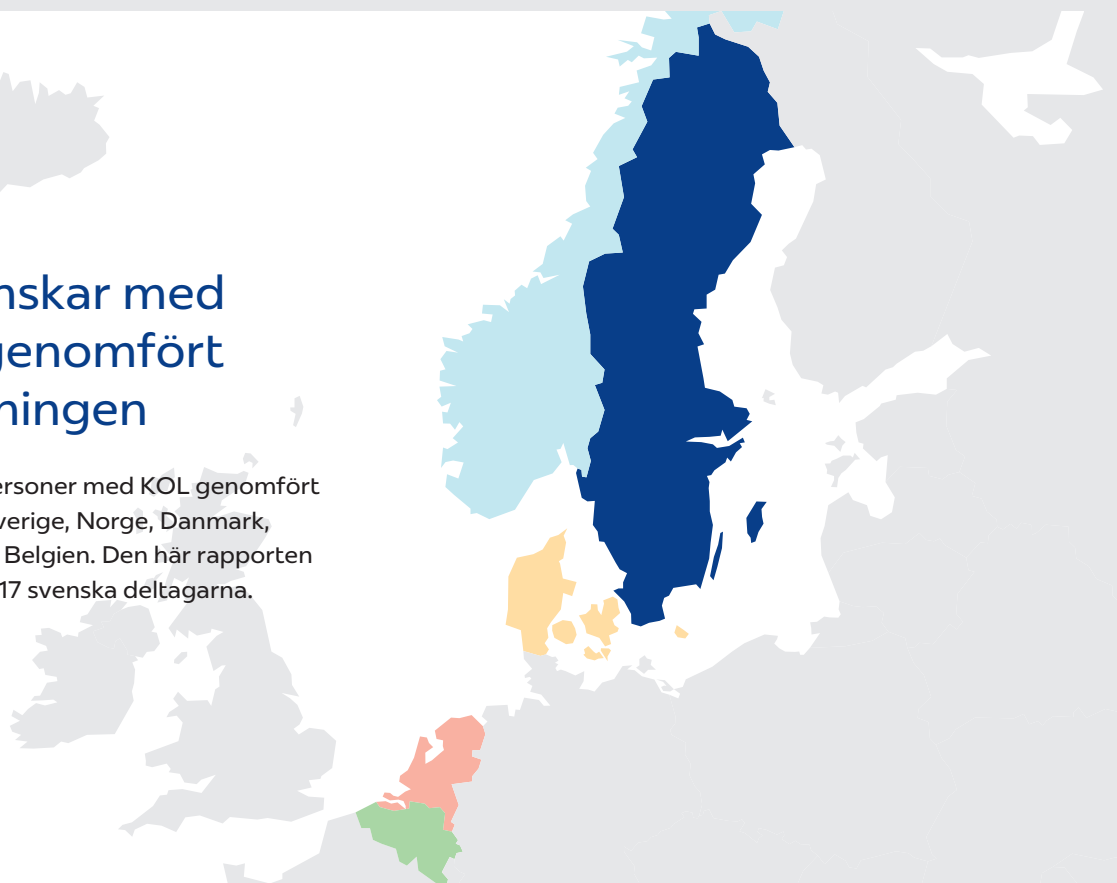 nskar med
genomfört
ningen
ersoner med KOL genomfört
verige, Norge, Danmark,
Belgien. Den här rapporten
17 svenska deltagarna.